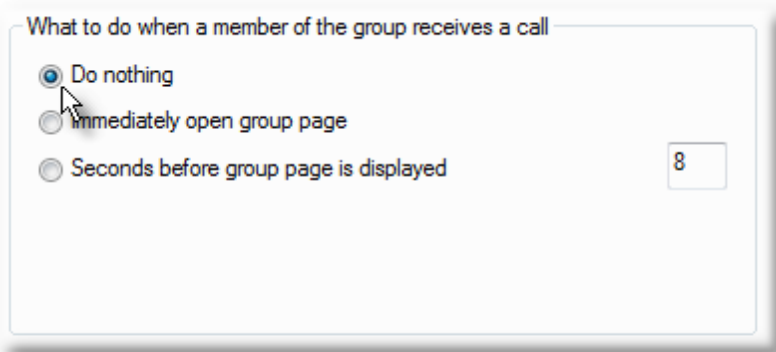 What to do when a member of the group receives a call
Do nothing
Immediately open group page
Seconds before group page is displayed
8